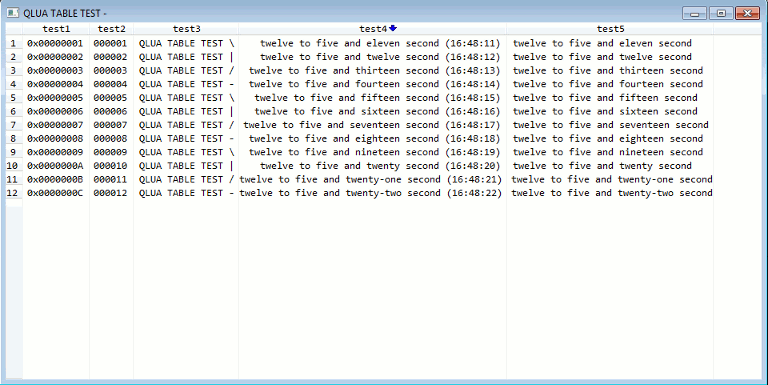 QLUA TABLE TEST -
test1 test2 test3 test4 test5
1 0x00000001 000001 QLUA TABLE TEST \ twelve to five and eleven second (16:48:11) twelve to five and eleven second
2 0x00000002 000002 QLUA TABLE TEST | twelve to five and twelve second (16:48:12) twelve to five and twelve second
3 0x00000003 000003 QLUA TABLE TEST / twelve to five and thirteen second (16:48:13) twelve to five and thirteen second
4 0x00000004 000004 QLUA TABLE TEST - twelve to five and fourteen second (16:48:14) twelve to five and fourteen second
5 0x00000005 000005 QLUA TABLE TEST \ twelve to five and fifteen second (16:48:15) twelve to five and fifteen second
6 0x00000006 000006 QLUA TABLE TEST | twelve to five and sixteen second (16:48:16) twelve to five and sixteen second
7 0x00000007 000007 QLUA TABLE TEST / twelve to five and seventeen second (16:48:17) twelve to five and seventeen second
8 0x00000008 000008 QLUA TABLE TEST - twelve to five and eighteen second (16:48:18) twelve to five and eighteen second
9 0x00000009 000009 QLUA TABLE TEST \ twelve to five and nineteen second (16:48:19) twelve to five and nineteen second
10 0x0000000A 000010 QLUA TABLE TEST | twelve to five and twenty second (16:48:20) twelve to five and twenty second
11 0x0000000B 000011 QLUA TABLE TEST / twelve to five and twenty-one second (16:48:21) twelve to five and twenty-one second
12 0x0000000C 000012 QLUA TABLE TEST - twelve to five and twenty-two second (16:48:22) twelve to five and twenty-two second